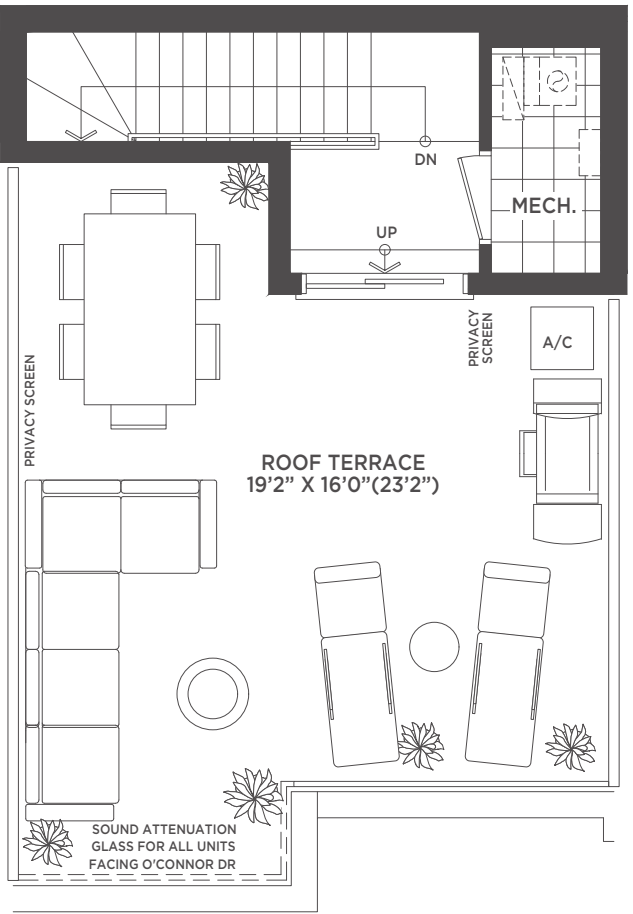 DN
MECH.
UP
PRIVACY
SCREEN
A/C
PRIVACY SCREEN
ROOF TERRACE
19’2” X 16’0”(23’2”)
SOUND ATTENUATION
GLASS FOR ALL UNITS
FACING O'CONNOR DR